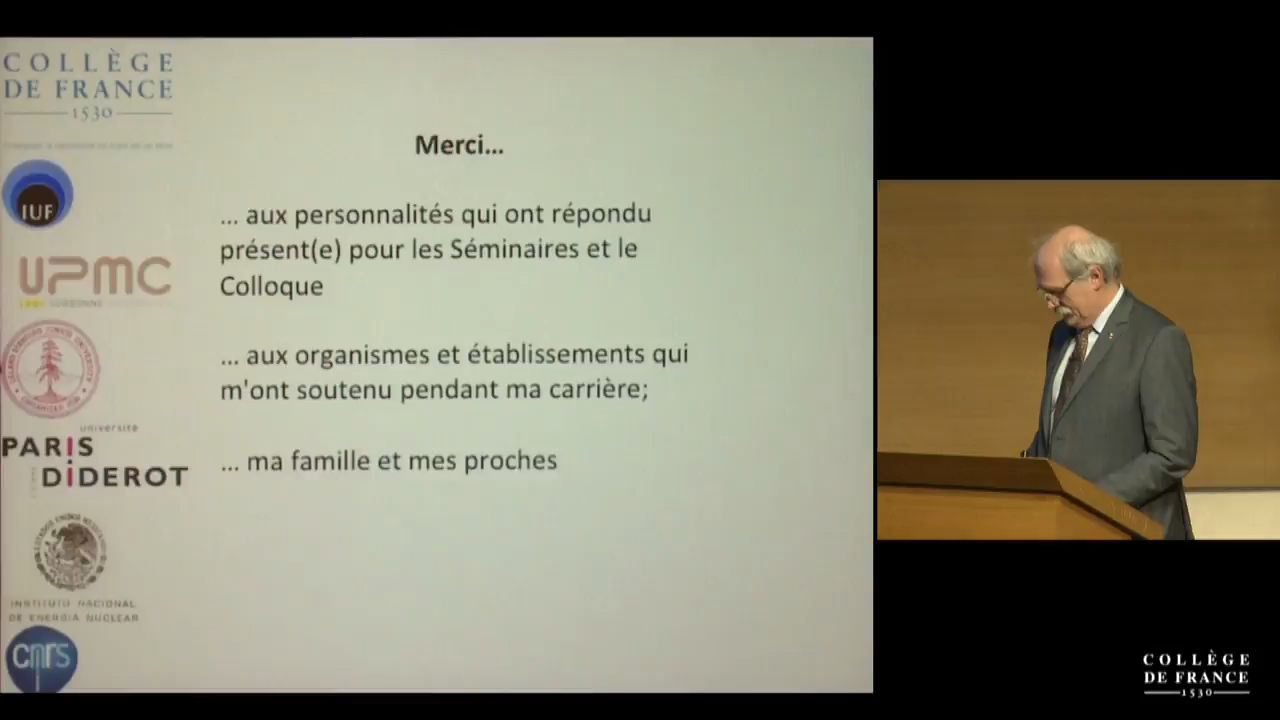 COLLÈGE
DE FRANCE
1530
IUF
UPMC
SORBONNE
université
PARIS
DIDEROT
INSTITUTO NACIONAL
DE ENERGIA NUCLEAR
cnrs
Merci...
... aux personnalités qui ont répondu
présent(e) pour les Séminaires et le
Colloque
... aux organismes et établissements qui
m'ont soutenu pendant ma carrière;
... ma famille et mes proches
COLLÈGE
DE FRANCE
1530